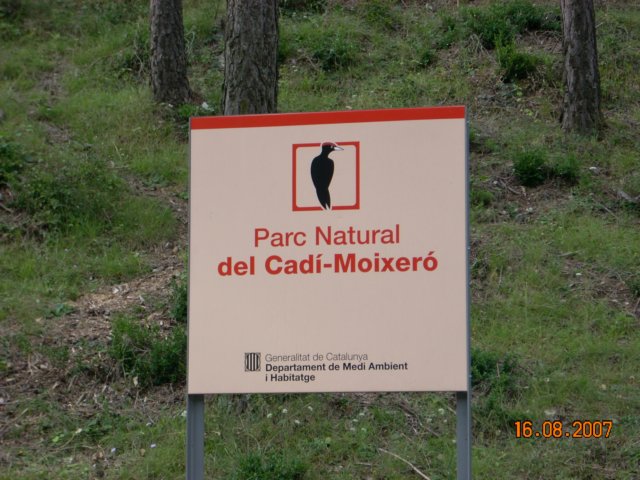 Parc Natural
del Cadí-Moixeró
Generalitat de Catalunya
Departament de Medi Ambient
i Habitatge
16.08.2007